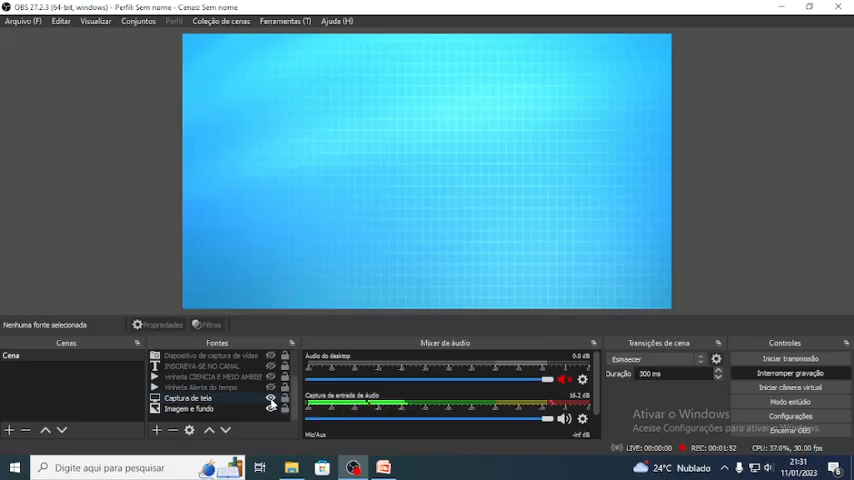 OBS 27.2.3 (64-bit, windows) - Perfil: Sem nome - Cenas: Sem nome
Arquivo (F) Editar Visualizar Conjuntos Perfil Coleção de cenas Ferramentas (T) Ajuda (H)
Nenhuma fonte selecionada Propriedades Filtros
Cenas Fontes Mixer de áudio Transições de cena Controles
Cena
Dispositivo de captura de vídeo
INSCREVA-SE NO CANAL
vinheta CIENCIA E MEIO AMBIEN
Vinheta Alerta do tempo
Captura de tela
Imagem e fundo
Áudio do desktop 0.0 dB
Captura de entrada de áudio 16.2 dB
Mic/Aux -inf dB
Esmaecer
Duração 300 ms
Iniciar transmissão
Interromper gravação
Iniciar câmera virtual
Modo estúdio
Configurações
Encerrar OBS
Ativar o Windows
Acesse Configurações para ativar o Windows.
LIVE: 00:00:00 REC: 00:01:52 CPU: 37.0%, 30.00 fps
Digite aqui para pesquisar
24°C Nublado
21:31
11/01/2023
6